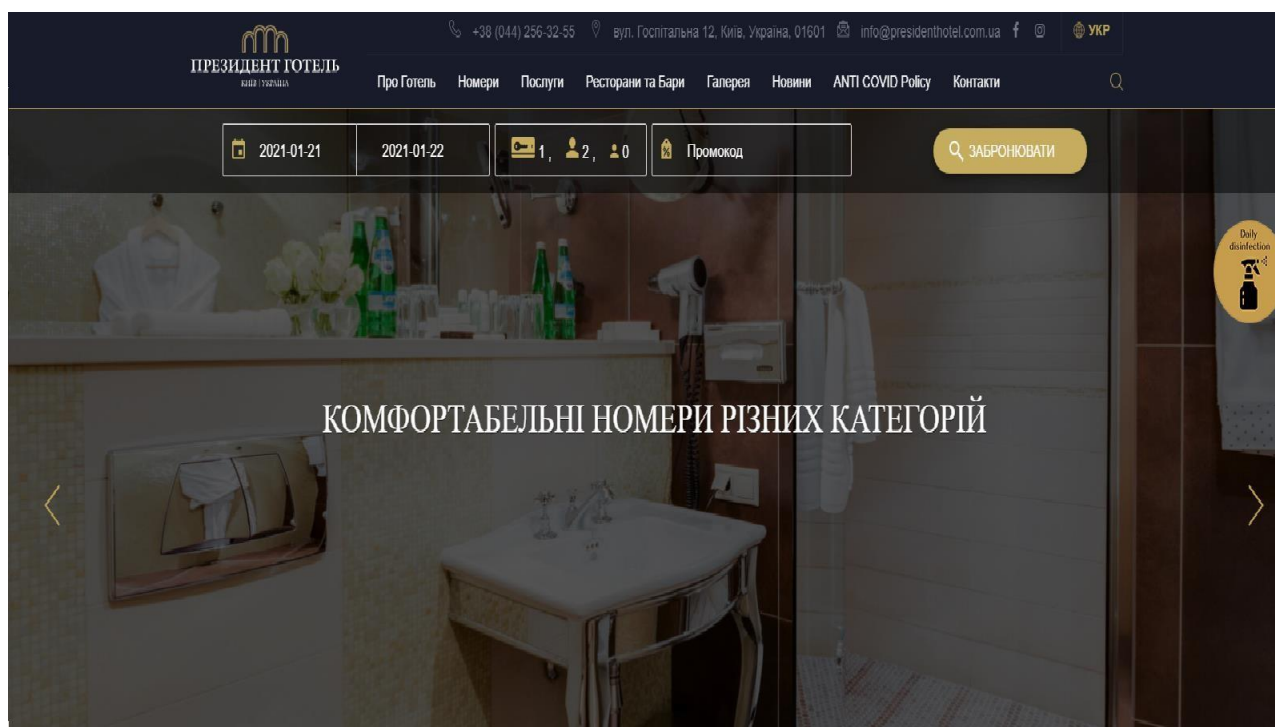 +38 (044) 256-32-55 вул. Госпітальна 12, Київ, Україна, 01601 info@presidenthotel.com.ua УКР
ПРЕЗИДЕНТ ГОТЕЛЬ
КИЇВ | УКРАЇНА
Про Готель Номери Послуги Ресторани та Бари Галерея Новини ANTI COVID Policy Контакти
2021-01-21 2021-01-22 1, 2, 0 Промокод ЗАБРОНЮВАТИ
Daily
disinfection
КОМФОРТАБЕЛЬНІ НОМЕРИ РІЗНИХ КАТЕГОРІЙ